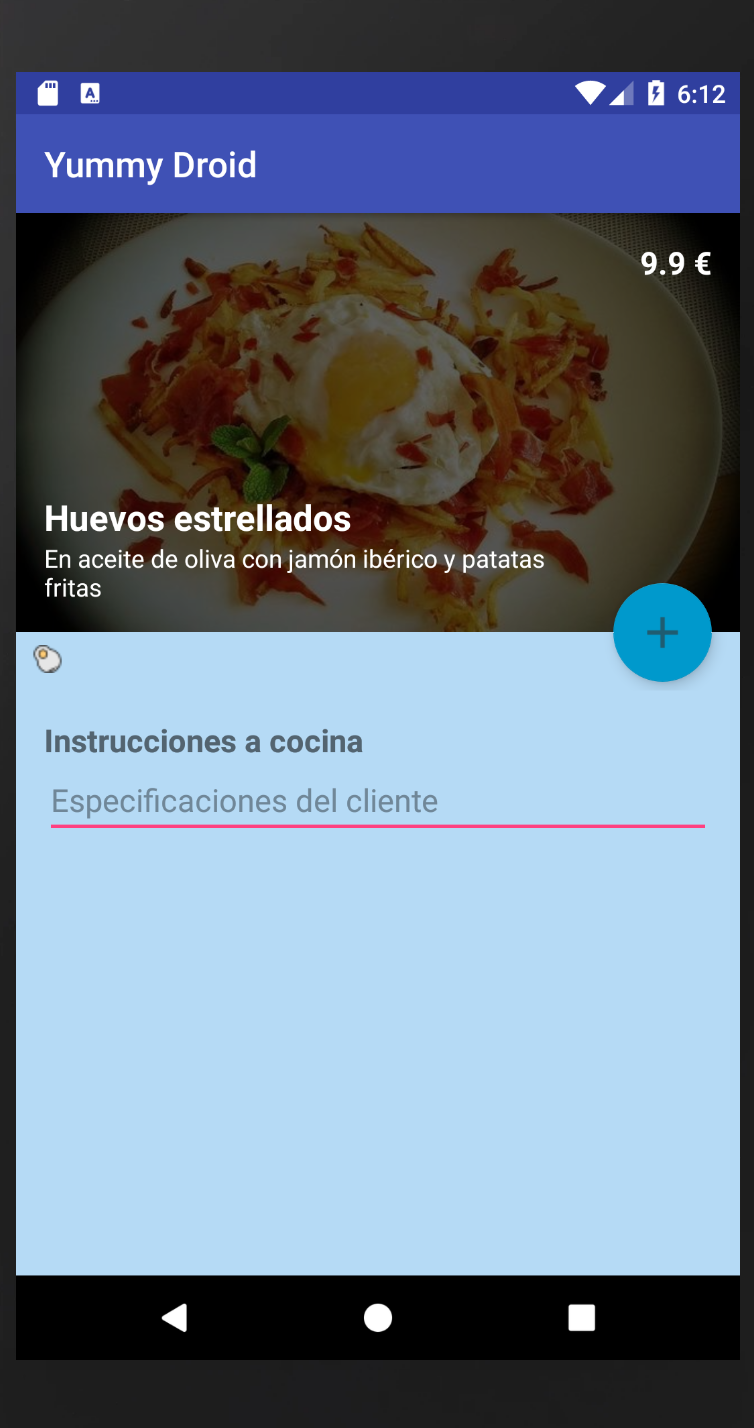 6:12
Yummy Droid
9.9 €
Huevos estrellados
En aceite de oliva con jamón ibérico y patatas
fritas
Instrucciones a cocina
Especificaciones del cliente